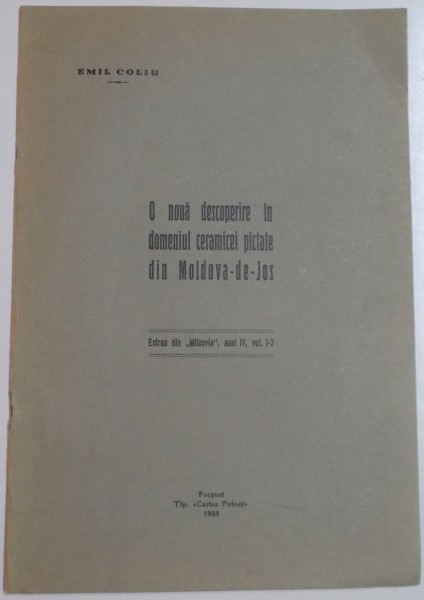 EMIL COLIU
O nouă descoperire în
domeniul ceramicei pictate
din Moldova-de-Jos
Extras din „Milcovia“, anul IV, vol. 1-2
Focşani
Tip. «Cartea Putnei»
1933